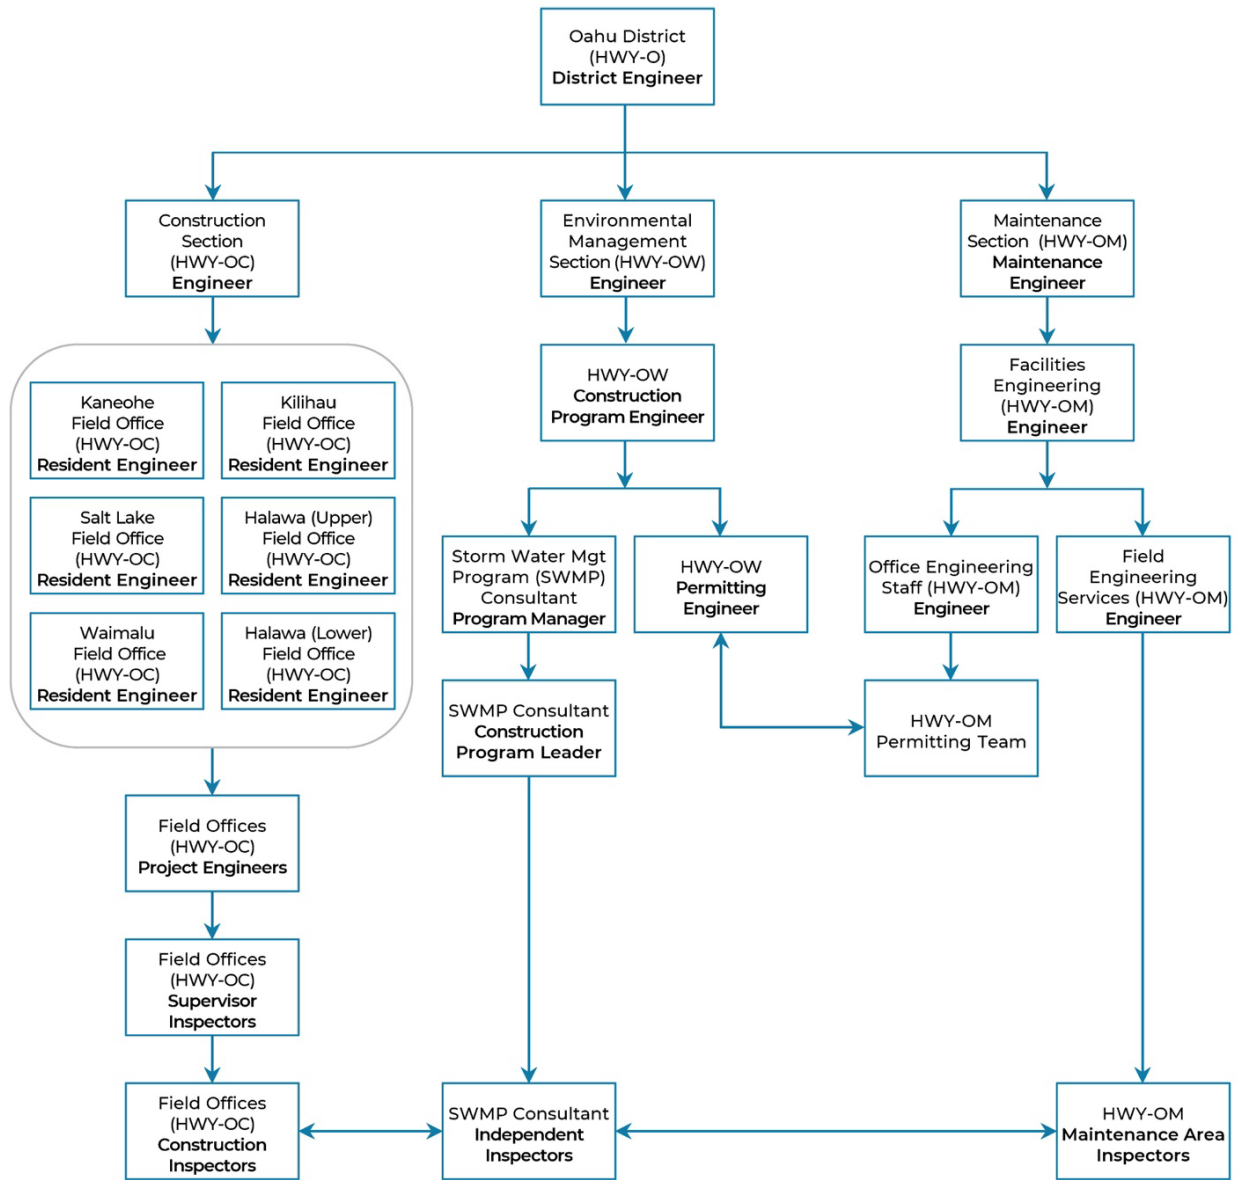 Oahu District
(HWY-O)
District Engineer
Construction
Section
(HWY-OC)
Engineer
Environmental
Management
Section (HWY-OW)
Engineer
Maintenance
Section (HWY-OM)
Maintenance
Engineer
Kaneohe
Field Office
(HWY-OC)
Resident Engineer
Kilihau
Field Office
(HWY-OC)
Resident Engineer
Salt Lake
Field Office
(HWY-OC)
Resident Engineer
Halawa (Upper)
Field Office
(HWY-OC)
Resident Engineer
Waimalu
Field Office
(HWY-OC)
Resident Engineer
Halawa (Lower)
Field Office
(HWY-OC)
Resident Engineer
HWY-OW
Construction
Program Engineer
Facilities
Engineering
(HWY-OM)
Engineer
Storm Water Mgt
Program (SWMP)
Consultant
Program Manager
HWY-OW
Permitting
Engineer
Office Engineering
Staff (HWY-OM)
Engineer
Field
Engineering
Services (HWY-OM)
Engineer
SWMP Consultant
Construction
Program Leader
HWY-OM
Permitting Team
Field Offices
(HWY-OC)
Project Engineers
Field Offices
(HWY-OC)
Supervisor
Inspectors
Field Offices
(HWY-OC)
Construction
Inspectors
SWMP Consultant
Independent
Inspectors
HWY-OM
Maintenance Area
Inspectors